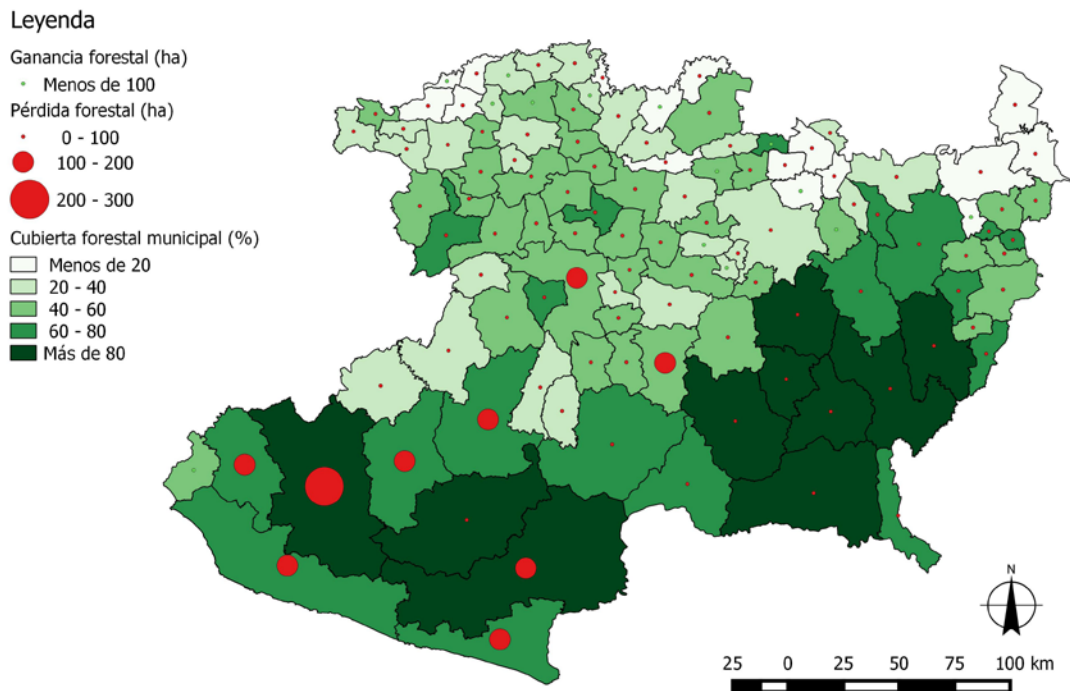 Leyenda
Ganancia forestal (ha)
Menos de 100
Pérdida forestal (ha)
0 - 100
100 - 200
200 - 300
Cubierta forestal municipal (%)
Menos de 20
20 - 40
40 - 60
60 - 80
Más de 80
N
25 0 25 50 75 100 km